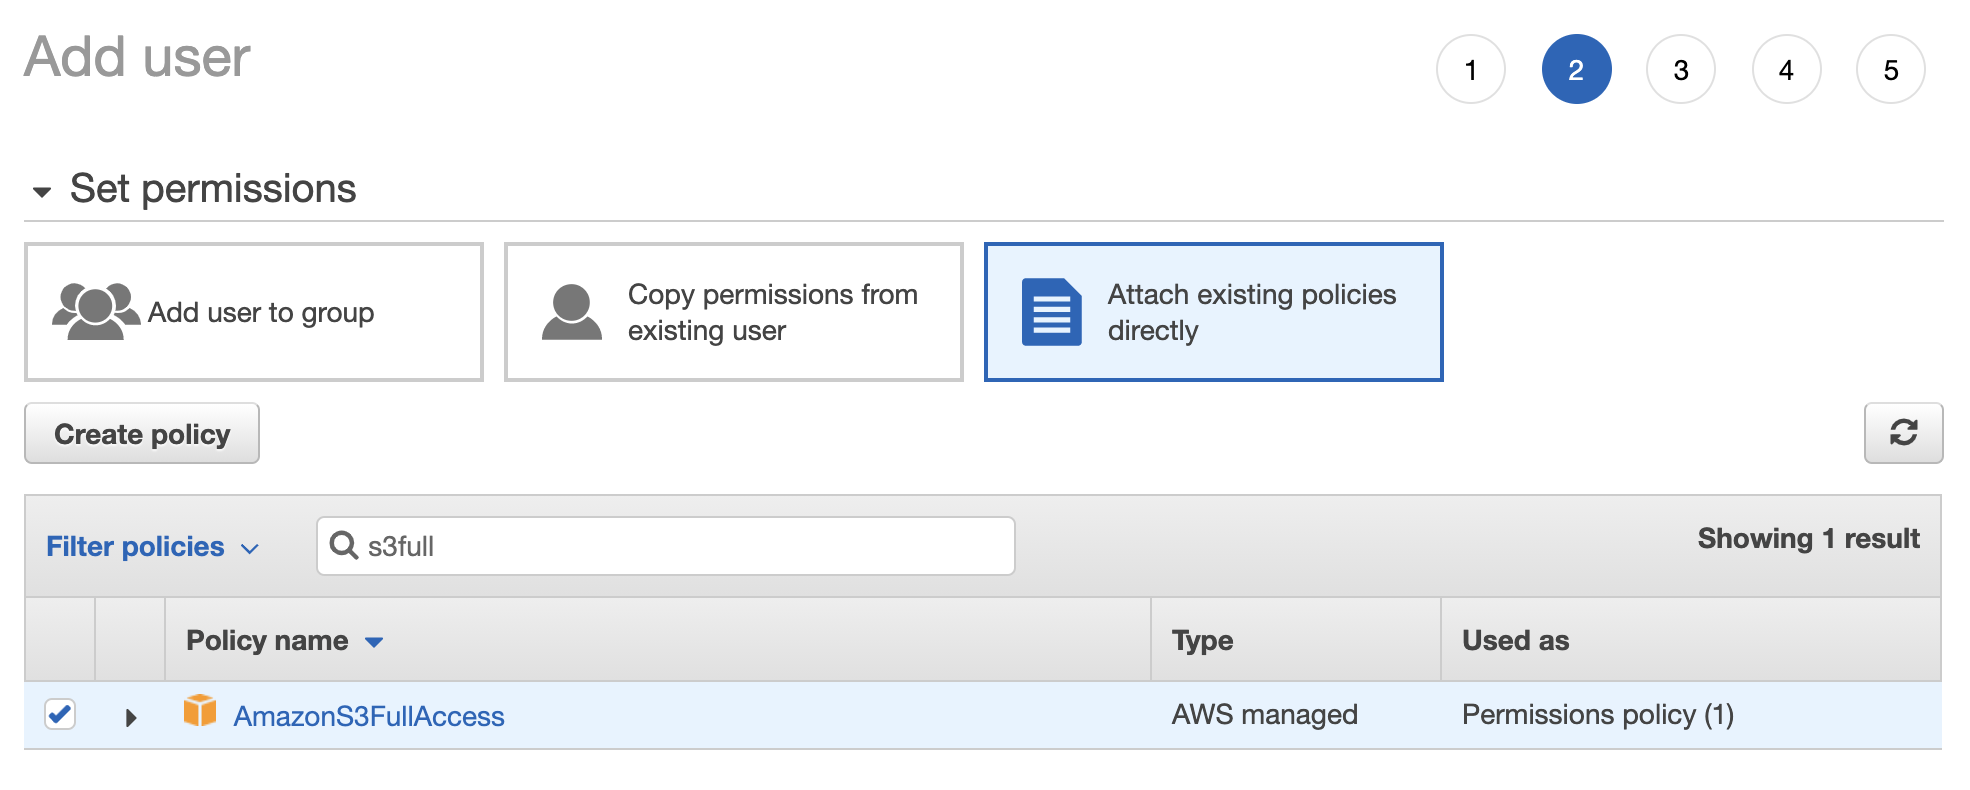 Add user
1 2 3 4 5
Set permissions
Add user to group
Copy permissions from
existing user
Attach existing policies
directly
Create policy
Filter policies
s3full
Showing 1 result
Policy name Type Used as
AmazonS3FullAccess AWS managed Permissions policy (1)